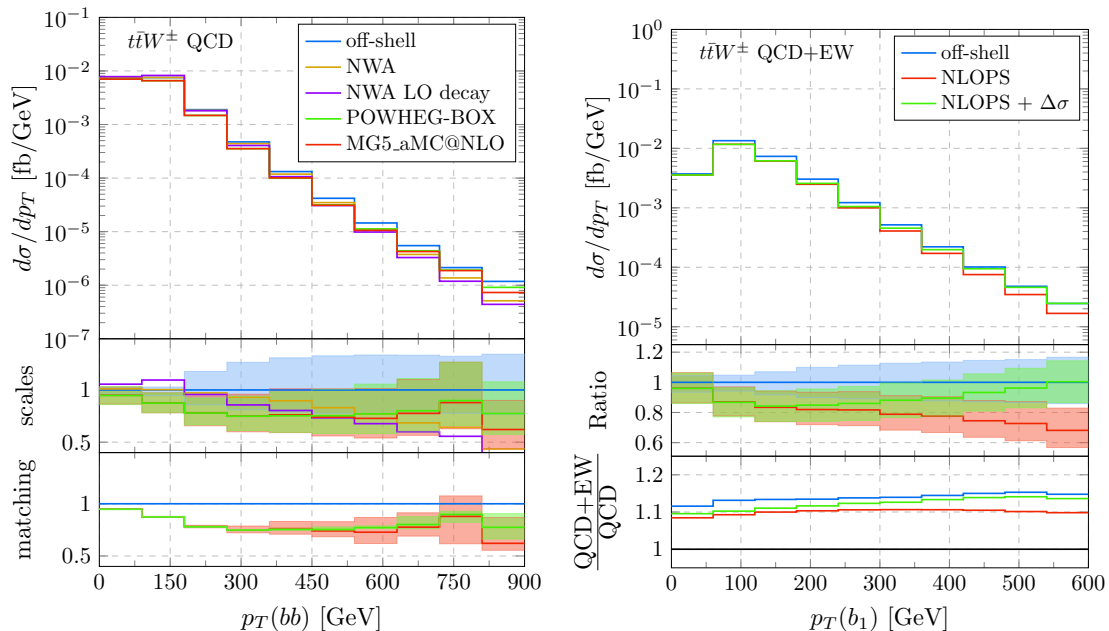 tt̄W± QCD
off-shell
NWA
NWA LO decay
POWHEG-BOX
MG5_aMC@NLO
dσ/dp_T [fb/GeV]
10^−1
10^−2
10^−3
10^−4
10^−5
10^−6
10^−7
scales
1
0.5
matching
1
0.5
0 150 300 450 600 750 900
p_T(bb) [GeV]
tt̄W± QCD+EW
off-shell
NLOPS
NLOPS + Δσ
dσ/dp_T [fb/GeV]
10^0
10^−1
10^−2
10^−3
10^−4
10^−5
Ratio
1.2
1
0.8
0.6
QCD+EW
QCD
1.2
1.1
1
0 100 200 300 400 500 600
p_T(b_1) [GeV]